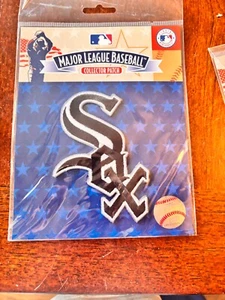 MAJOR LEAGUE BASEBALL
COLLECTOR PATCH
Sox